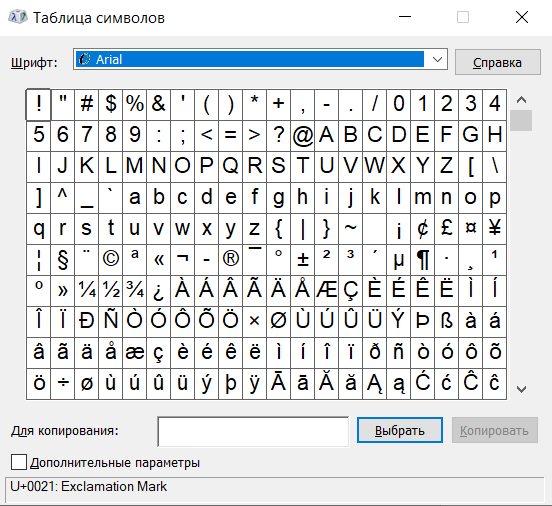 Таблица символов
Шрифт: Arial Справка
! " # $ % & ' ( ) * + , - . / 0 1 2 3 4
5 6 7 8 9 : ; < = > ? @ A B C D E F G H
I J K L M N O P Q R S T U V W X Y Z [ \
] ^ _ ` a b c d e f g h i j k l m n o p
q r s t u v w x y z { | } ~ ¡ ¢ £ ¤ ¥
¦ § ¨ © ª « ¬ - ® ¯ ° ± ² ³ ´ µ ¶ · ¸ ¹
º » ¼ ½ ¾ ¿ À Á Â Ã Ä Å Æ Ç È É Ê Ë Ì Í
Î Ï Ð Ñ Ò Ó Ô Õ Ö × Ø Ù Ú Û Ü Ý Þ ß à á
â ã ä å æ ç è é ê ë ì í î ï ð ñ ò ó ô õ
ö ÷ ø ù ú û ü ý þ ÿ Ā ā Ă ă Ą ą Ć ć Ĉ ĉ
Для копирования: Выбрать Копировать
Дополнительные параметры
U+0021: Exclamation Mark